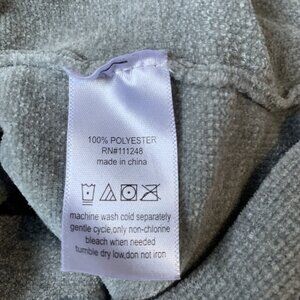 100% POLYESTER
RN#111248
made in china
machine wash cold separately
gentle cycle,only non-chlorine
bleach when needed
tumble dry low,don not iron